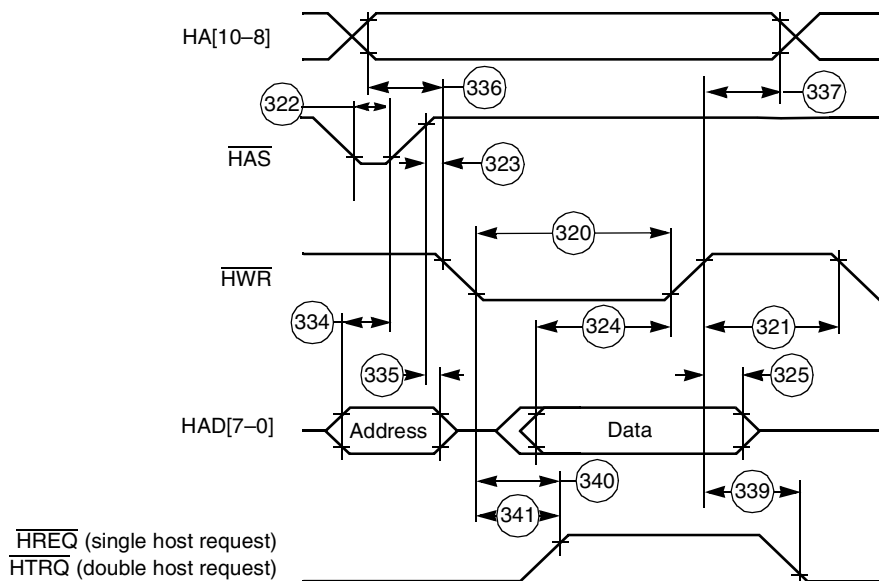 HA[10–8]
336
337
322
HAS
323
320
HWR
334
324
321
335
325
HAD[7–0]
Address
Data
340
341
339
HREQ (single host request)
HTRQ (double host request)